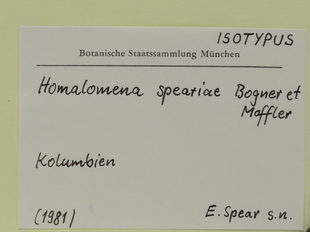 ISOTYPUS
Botanische Staatssammlung München
Homalomena speariae Bogner et
Moffler
Kolumbien
(1981) E. Spear s.n.